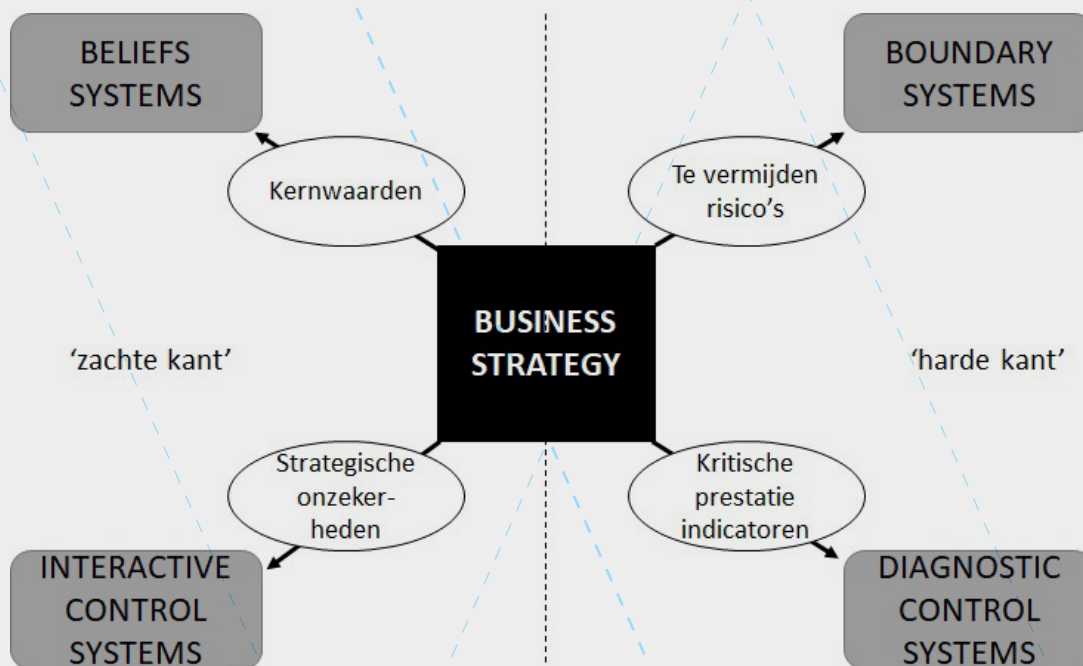 BELIEFS
SYSTEMS
BOUNDARY
SYSTEMS
Kernwaarden
Te vermijden
risico's
BUSINESS
STRATEGY
'zachte kant'
'harde kant'
Strategische
onzeker-
heden
Kritische
prestatie
indicatoren
INTERACTIVE
CONTROL
SYSTEMS
DIAGNOSTIC
CONTROL
SYSTEMS